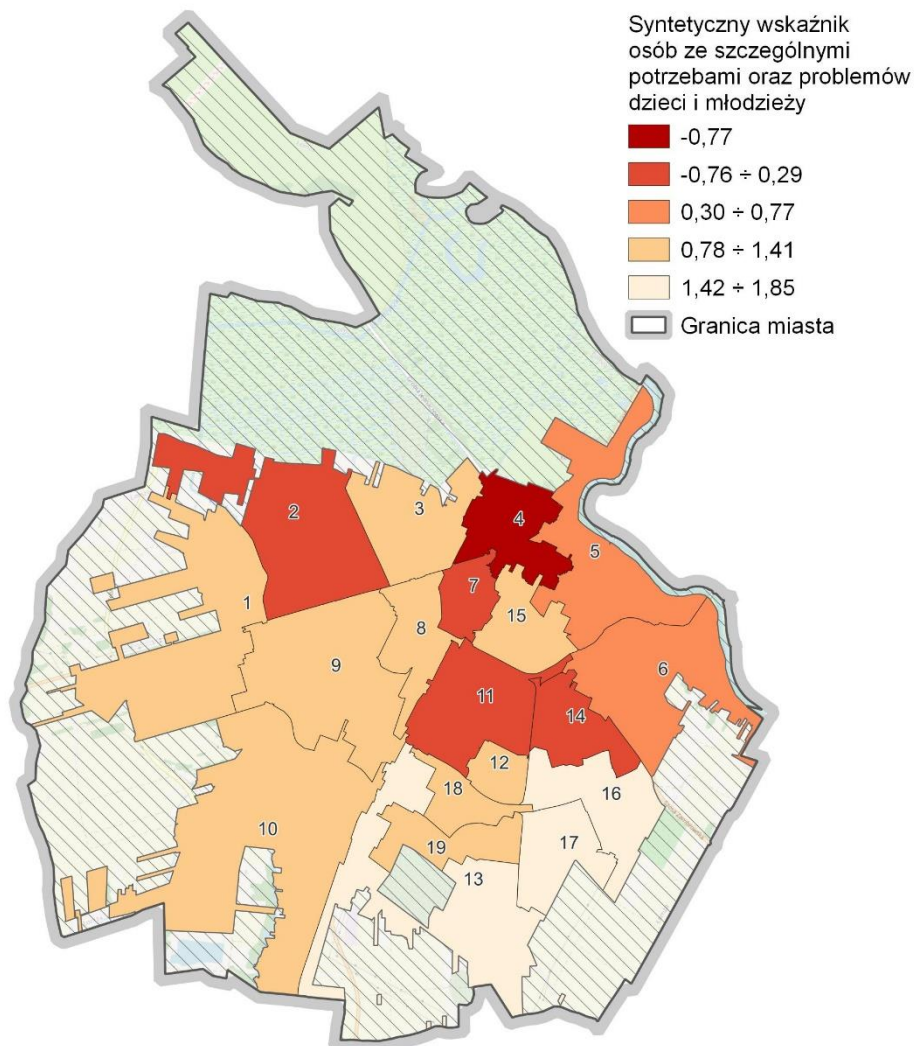 Syntetyczny wskaźnik
osób ze szczególnymi
potrzebami oraz problemów
dzieci i młodzieży
-0,77
-0,76 ÷ 0,29
0,30 ÷ 0,77
0,78 ÷ 1,41
1,42 ÷ 1,85
Granica miasta
2
3
4
5
7
1
15
8
9
6
11
14
12
18
16
10
17
19
13